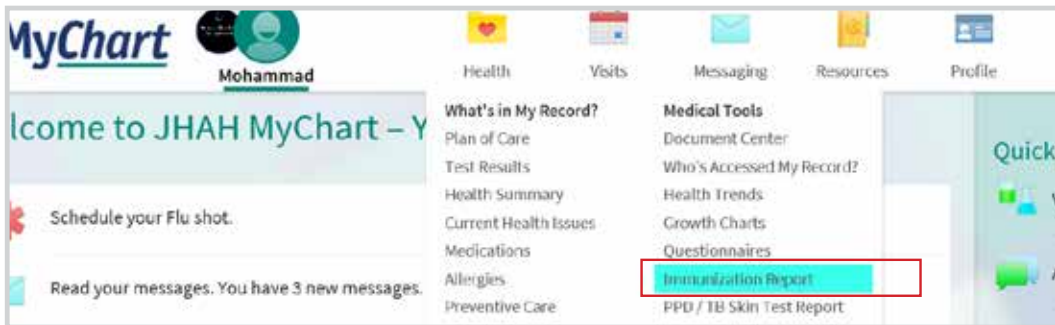 MyChart
Mohammad
Health
Visits
Messaging
Resources
Profile
lcome to JHAH MyChart – Y
Schedule your Flu shot.
Read your messages. You have 3 new messages.
What's in My Record?
Plan of Care
Test Results
Health Summary
Current Health Issues
Medications
Allergies
Preventive Care
Medical Tools
Document Center
Who's Accessed My Record?
Health Trends
Growth Charts
Questionnaires
Immunization Report
PPD / TB Skin Test Report
Quick